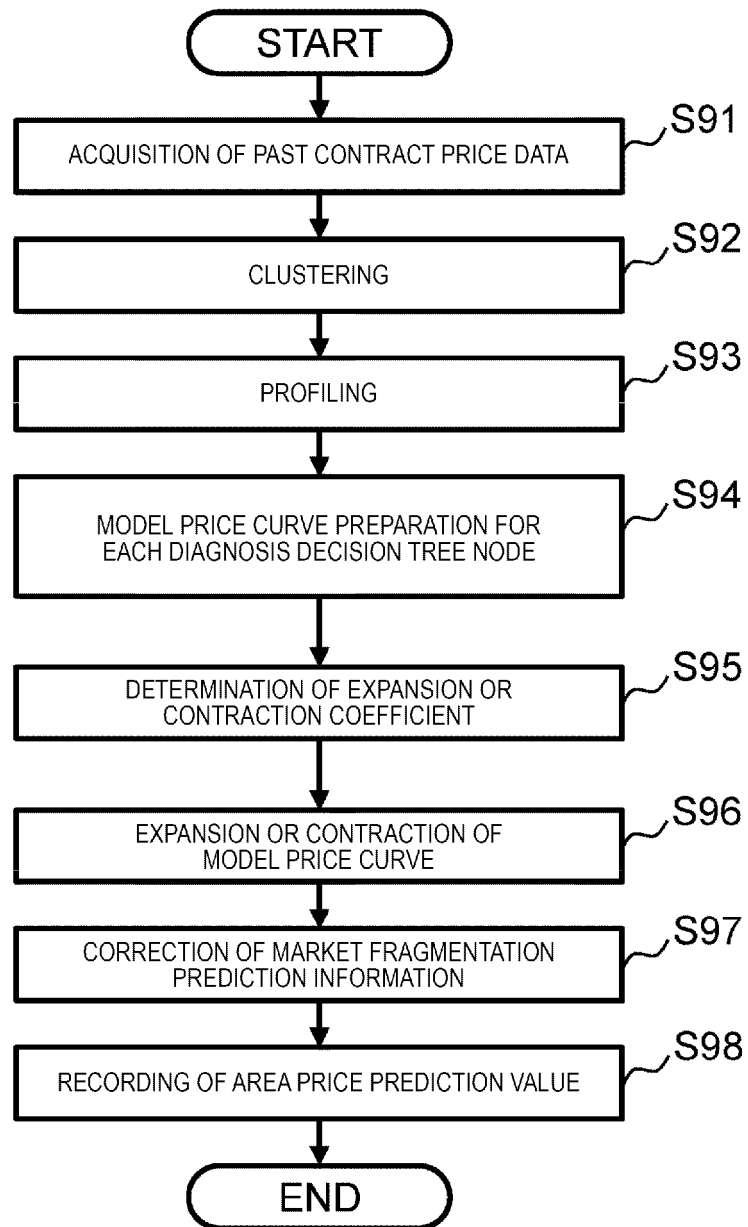 START
S91
ACQUISITION OF PAST CONTRACT PRICE DATA
S92
CLUSTERING
S93
PROFILING
S94
MODEL PRICE CURVE PREPARATION FOR
EACH DIAGNOSIS DECISION TREE NODE
S95
DETERMINATION OF EXPANSION OR
CONTRACTION COEFFICIENT
S96
EXPANSION OR CONTRACTION OF
MODEL PRICE CURVE
S97
CORRECTION OF MARKET FRAGMENTATION
PREDICTION INFORMATION
S98
RECORDING OF AREA PRICE PREDICTION VALUE
END